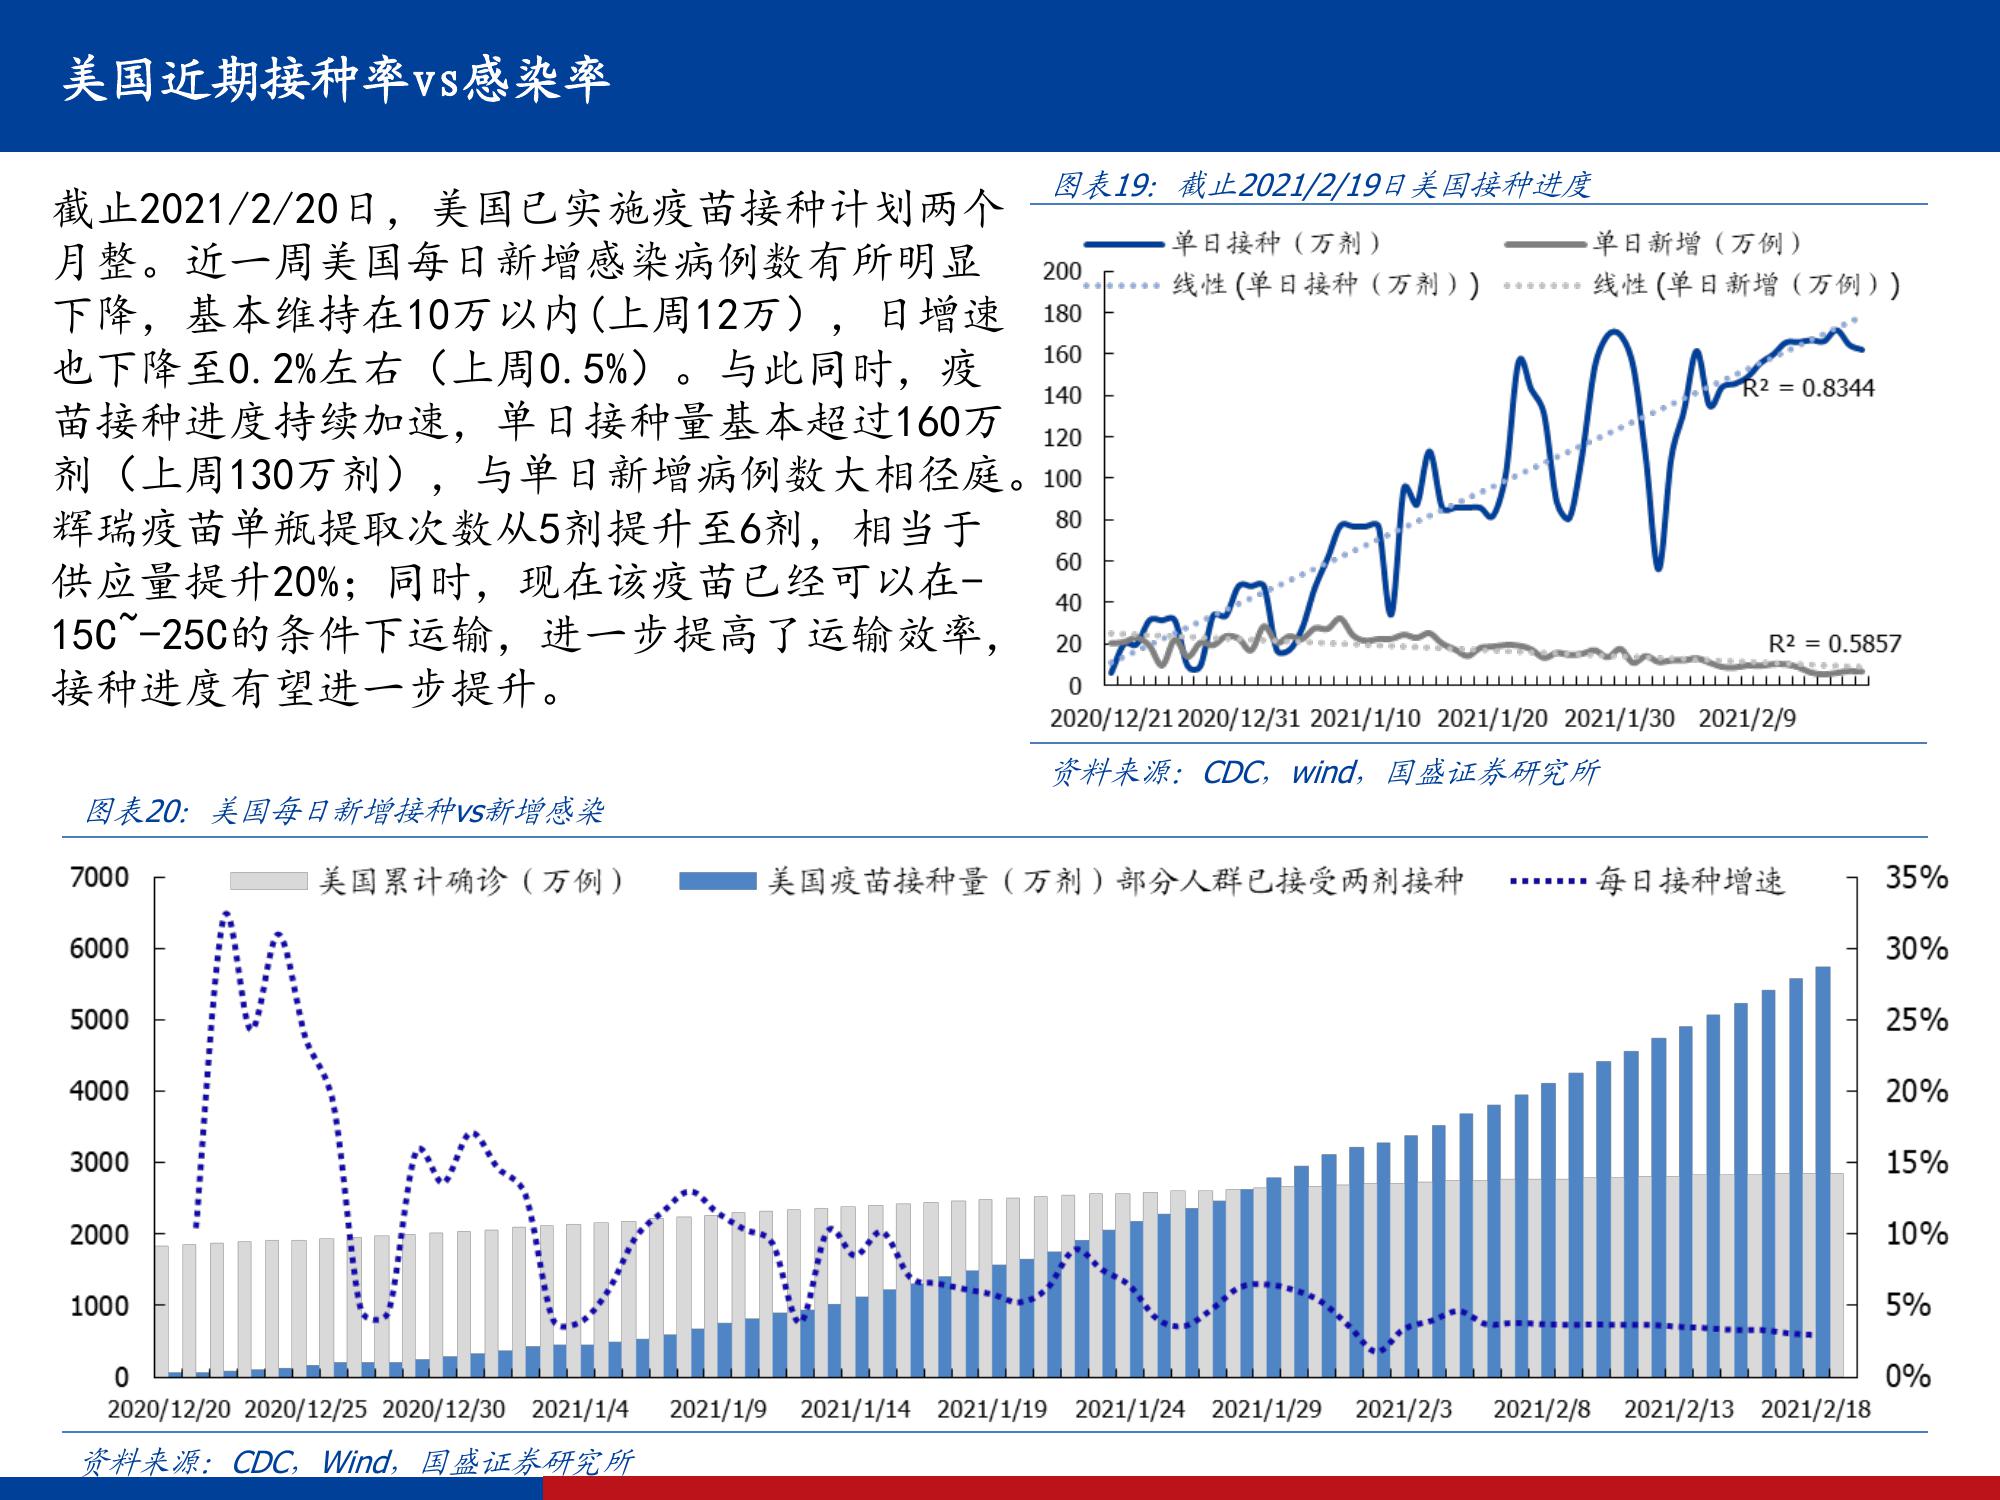 美国近期接种率vs感染率
截止2021/2/20日，美国已实施疫苗接种计划两个
月整。近一周美国每日新增感染病例数有所明显
下降，基本维持在10万以内(上周12万），日增速
也下降至0.2%左右（上周0.5%）。与此同时，疫
苗接种进度持续加速，单日接种量基本超过160万
剂（上周130万剂），与单日新增病例数大相径庭。
辉瑞疫苗单瓶提取次数从5剂提升至6剂，相当于
供应量提升20%；同时，现在该疫苗已经可以在-
15C~-25C的条件下运输，进一步提高了运输效率，
接种进度有望进一步提升。
图表19：截止2021/2/19日美国接种进度
单日接种（万剂） 单日新增（万例）
线性 (单日接种（万剂）) 线性 (单日新增（万例）)
200
180
160
140
120
100
80
60
40
20
0
R² = 0.8344
R² = 0.5857
2020/12/21 2020/12/31 2021/1/10 2021/1/20 2021/1/30 2021/2/9
资料来源：CDC，wind，国盛证券研究所
图表20：美国每日新增接种vs新增感染
美国累计确诊（万例） 美国疫苗接种量（万剂）部分人群已接受两剂接种 每日接种增速
7000
6000
5000
4000
3000
2000
1000
0
35%
30%
25%
20%
15%
10%
5%
0%
2020/12/20 2020/12/25 2020/12/30 2021/1/4 2021/1/9 2021/1/14 2021/1/19 2021/1/24 2021/1/29 2021/2/3 2021/2/8 2021/2/13 2021/2/18
资料来源：CDC，Wind，国盛证券研究所